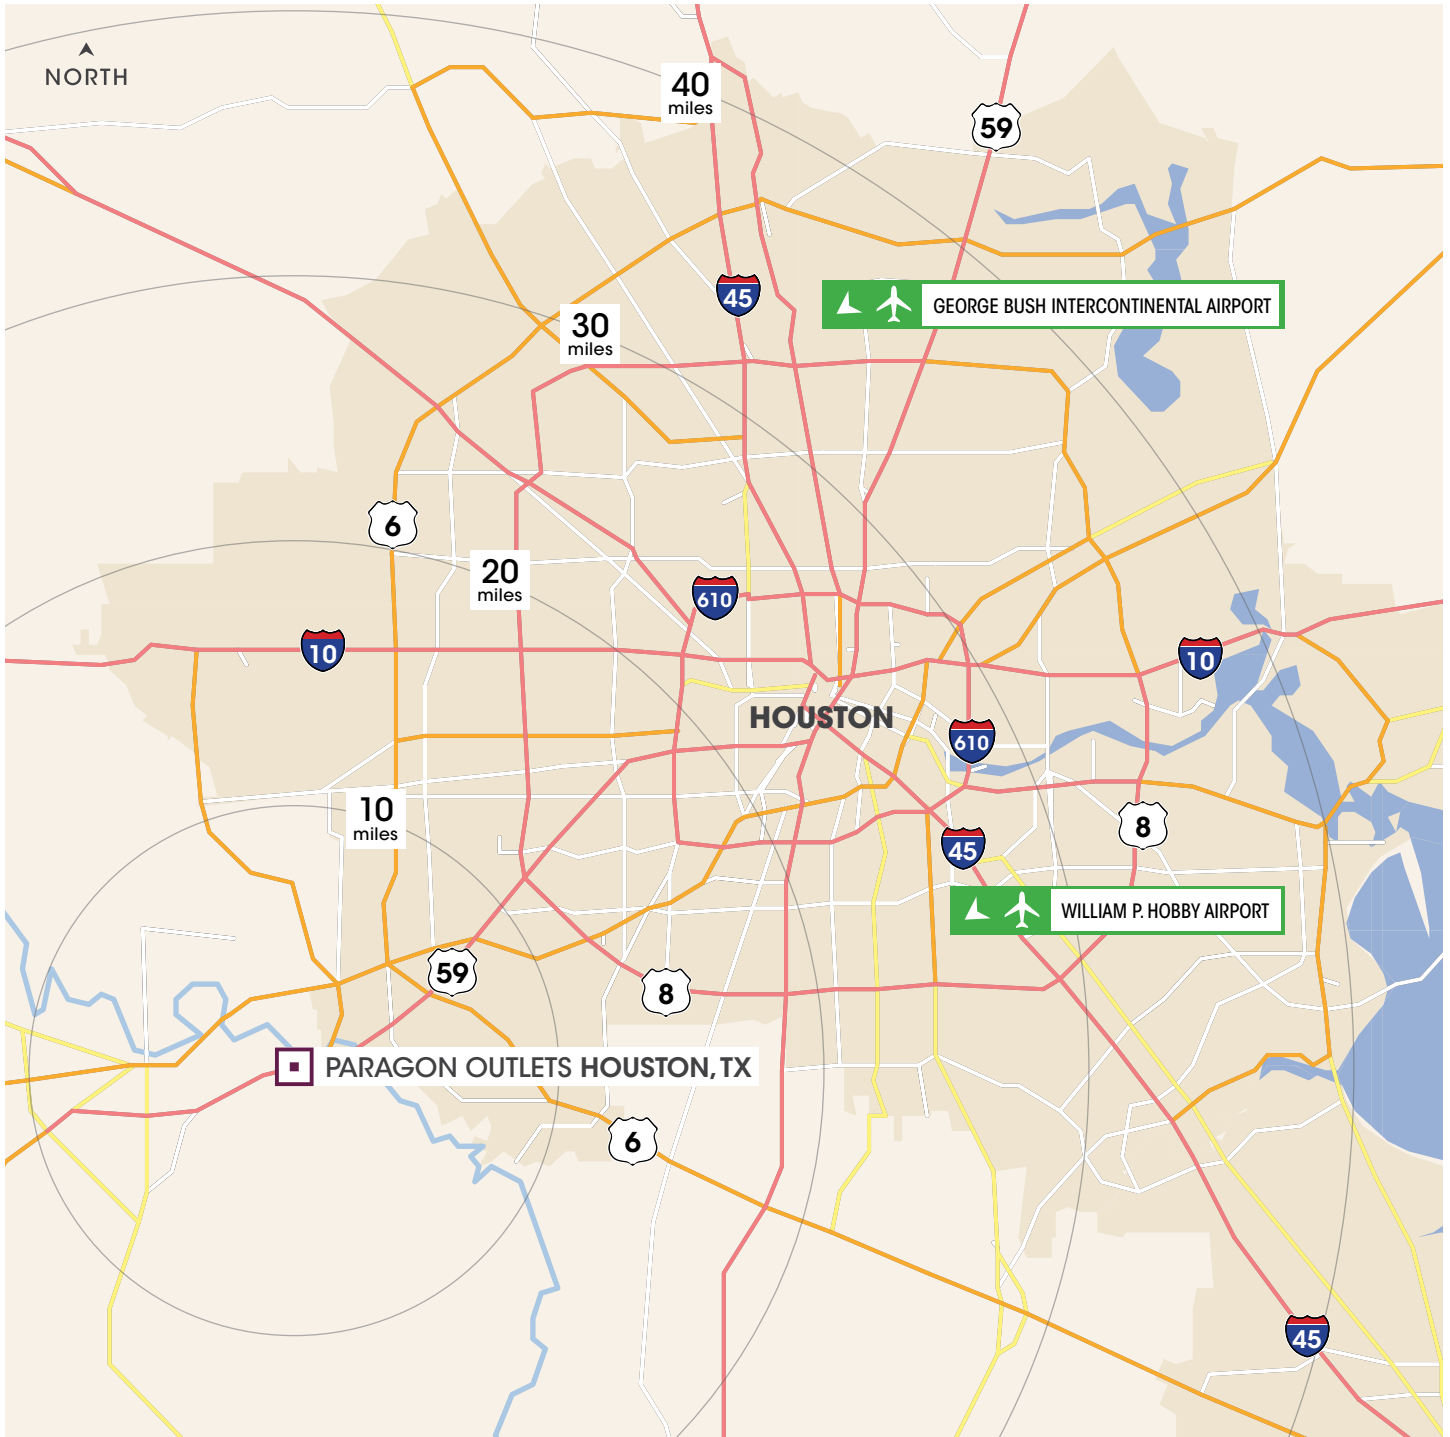 NORTH
40
miles
59
45
GEORGE BUSH INTERCONTINENTAL AIRPORT
30
miles
6
20
miles
610
10
10
HOUSTON
610
10
miles
8
45
WILLIAM P. HOBBY AIRPORT
59
8
PARAGON OUTLETS HOUSTON, TX
6
45